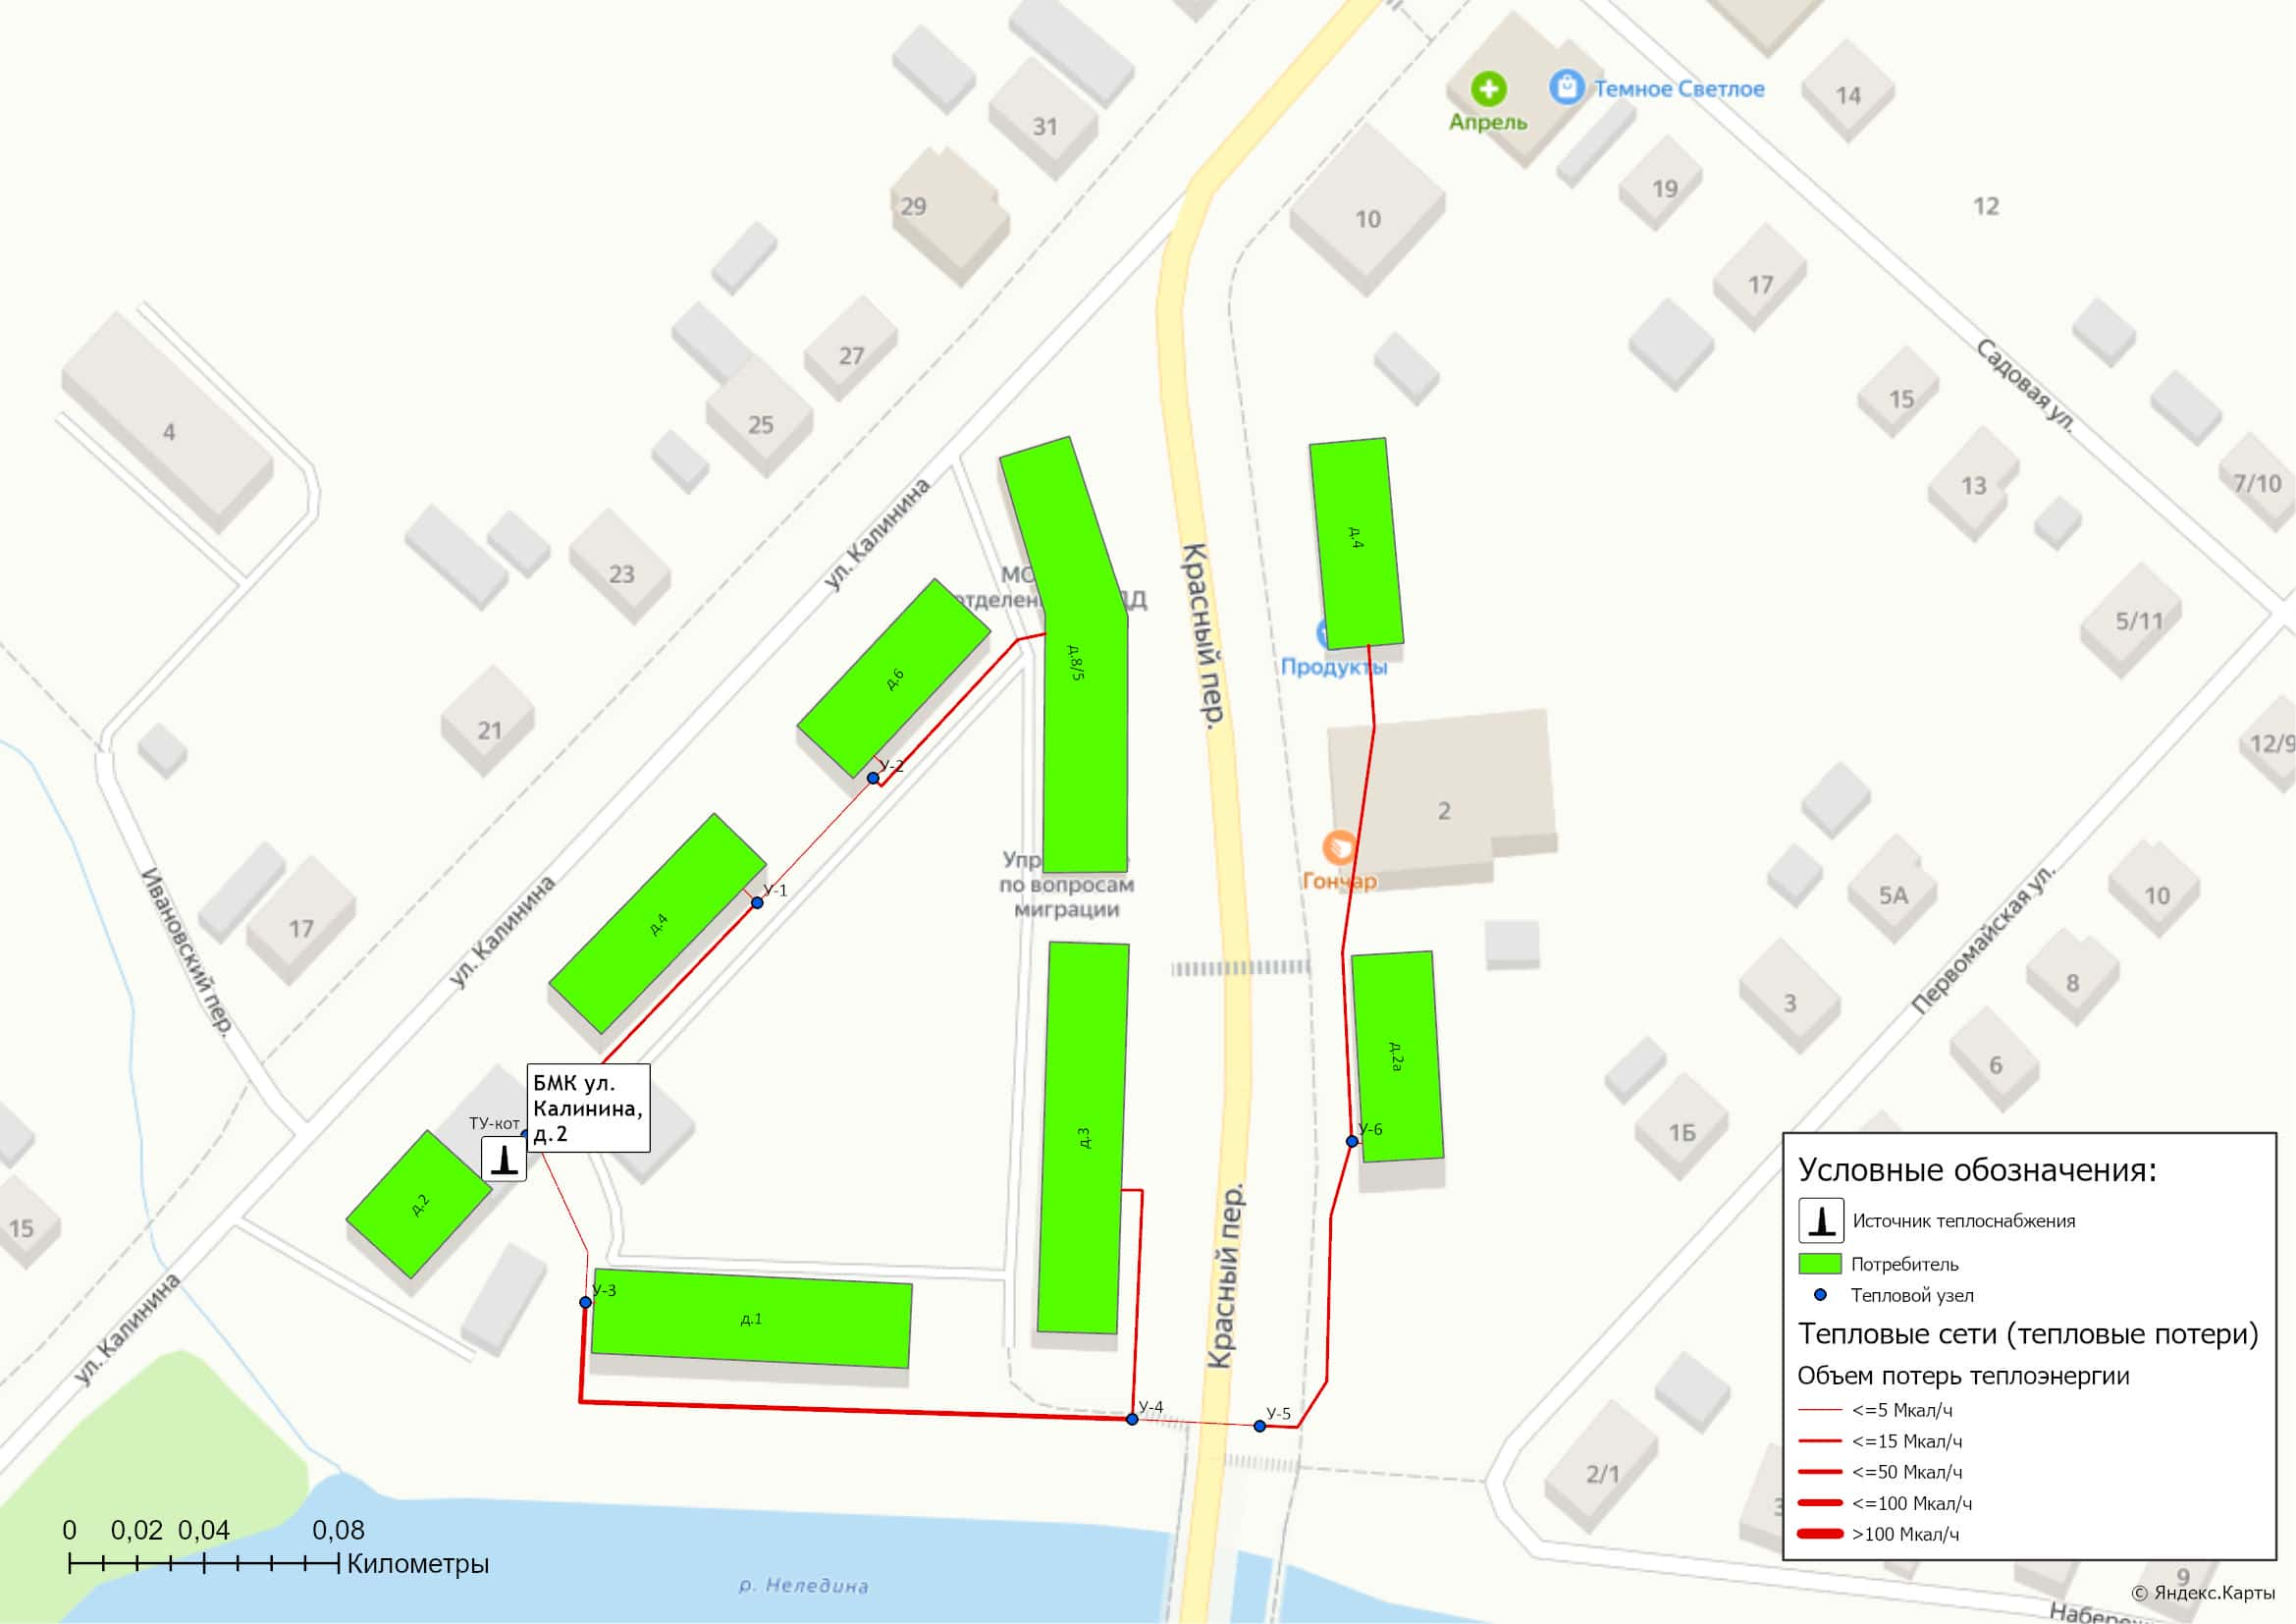 Темное Светлое
Апрель
14
31
19
12
29
10
17
27
Садовая ул.
15
4
25
7/10
13
ул. Калинина
д.4
23
МО
отделен
ДД
Красный пер.
5/11
д.8/5
Продукты
д.6
21
12/9
У-2
2
Гончар
Упр
по вопросам
миграции
У-1
5А
10
д.4
17
Ивановский пер.
ул. Калинина
Первомайская ул.
8
3
д.2а
6
БМК ул.
Калинина,
д.2
ТУ-кот
У-6
1Б
д.3
д.2
15
Красный пер.
У-3
д.1
ул. Калинина
У-4
У-5
2/1
3
р. Нелединa
9
Набереж
0 0,02 0,04 0,08
Километры
Условные обозначения:
Источник теплоснабжения
Потребитель
Тепловой узел
Тепловые сети (тепловые потери)
Объем потерь теплоэнергии
<=5 Мкал/ч
<=15 Мкал/ч
<=50 Мкал/ч
<=100 Мкал/ч
>100 Мкал/ч
© Яндекс.Карты